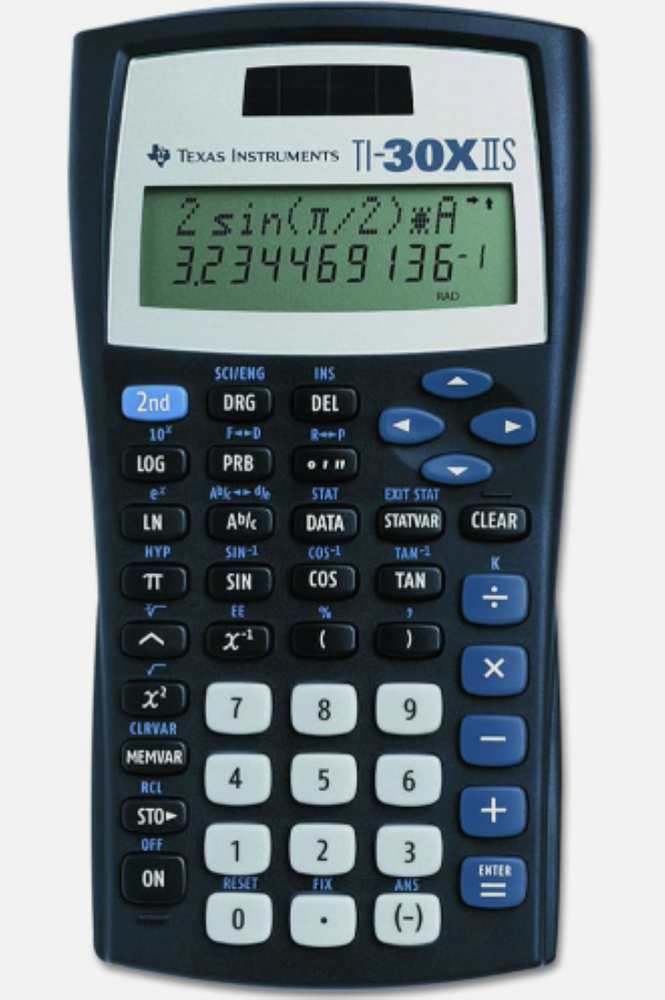 TEXAS INSTRUMENTS TI-30X IIS
2sin(π/2)*A
3.234469136-1
RAD
SCI/ENG INS
2nd DRG DEL
10ˣ F◄►D R◄►P
LOG PRB ° ' "
eˣ Ab/c◄►d/e STAT EXIT STAT
LN Ab/c DATA STATVAR CLEAR
HYP SIN⁻¹ COS⁻¹ TAN⁻¹ K
π SIN COS TAN ÷
ˣ√ EE % ,
^ x⁻¹ ( ) ×
√
x² 7 8 9
CLRVAR −
MEMVAR 4 5 6
RCL
STO► +
OFF 1 2 3
ON ENTER
RESET FIX ANS =
0 . (−)